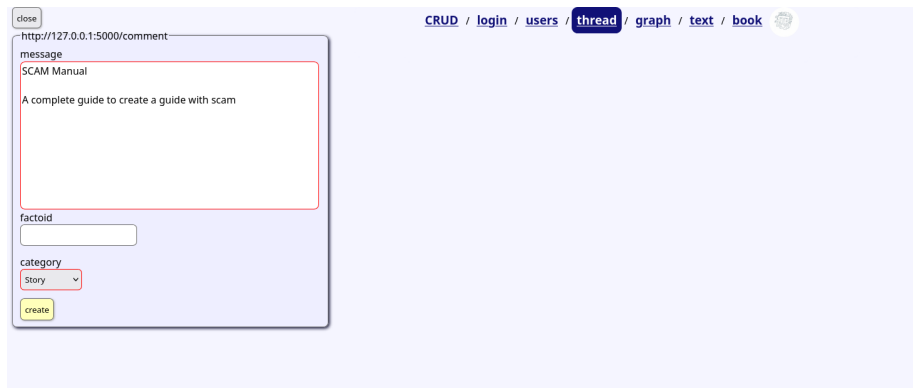 close
CRUD / login / users / thread / graph / text / book
http://127.0.0.1:5000/comment
message
SCAM Manual
A complete guide to create a guide with scam
factoid
category
Story
create